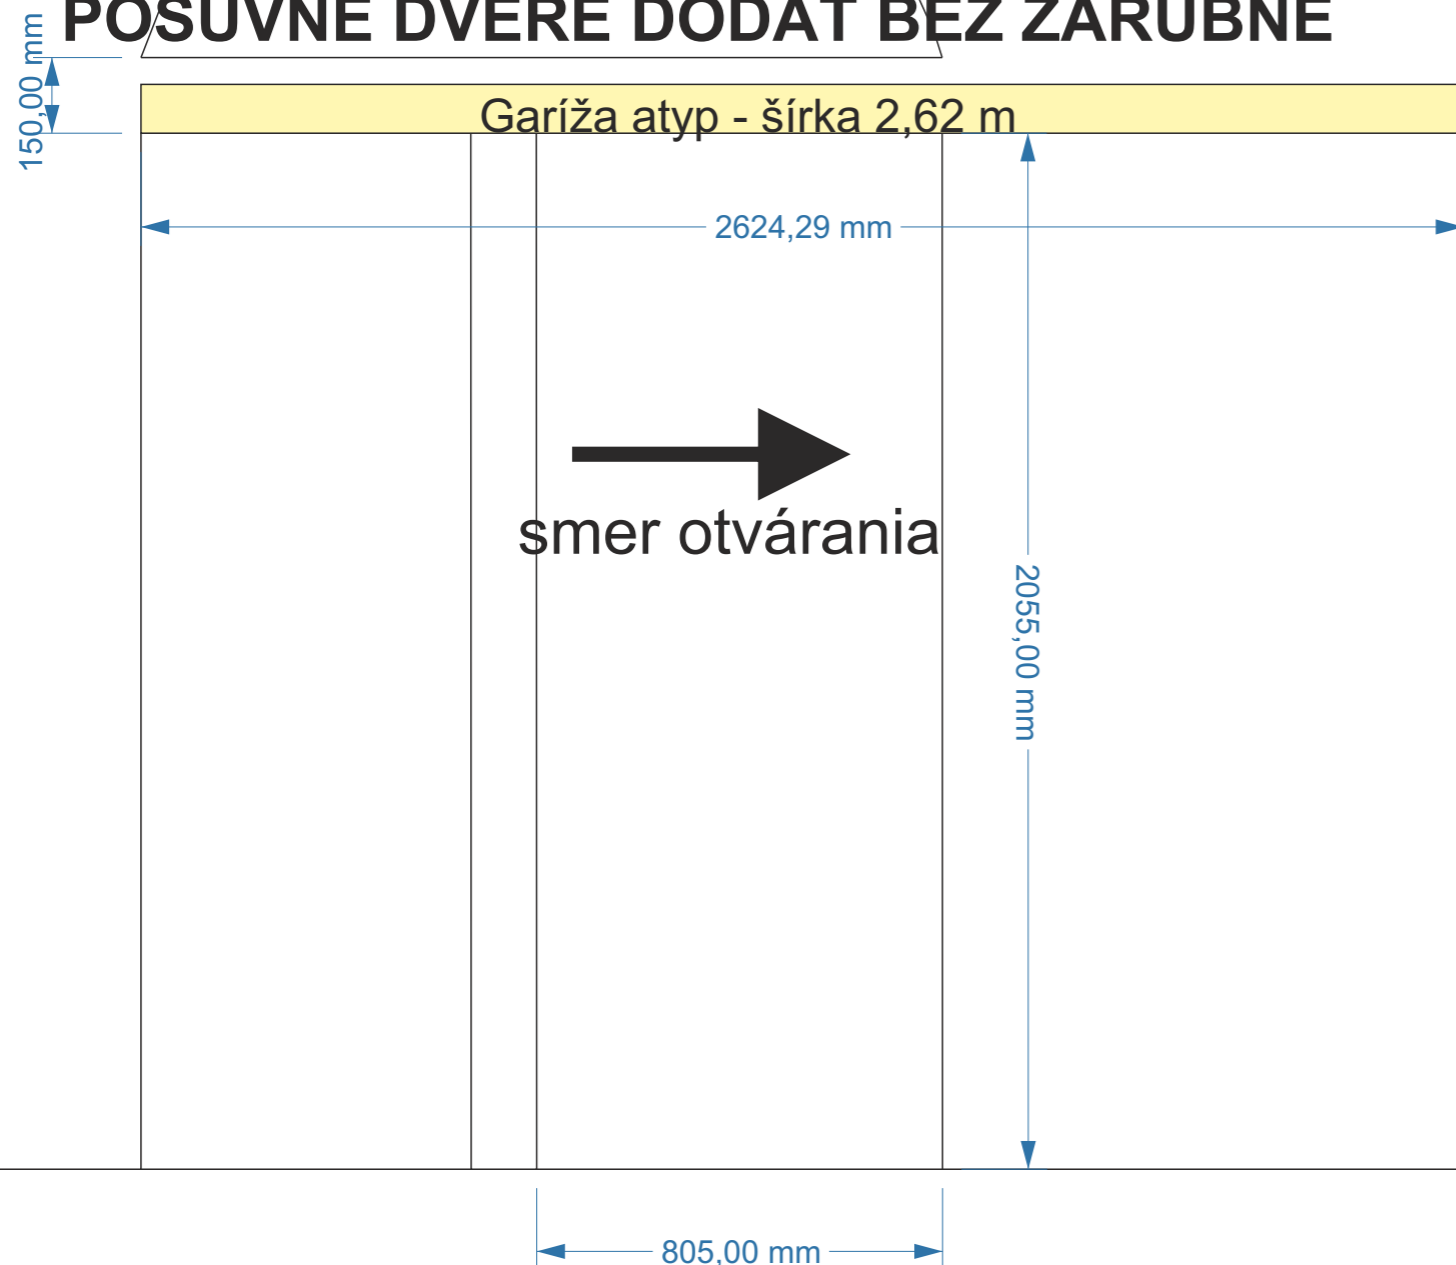 POSUVNÉ DVERE DODAŤ BEZ ZÁRUBNE
150,00 mm
Garíža atyp - šírka 2,62 m
2624,29 mm
smer otvárania
2055,00 mm
805,00 mm